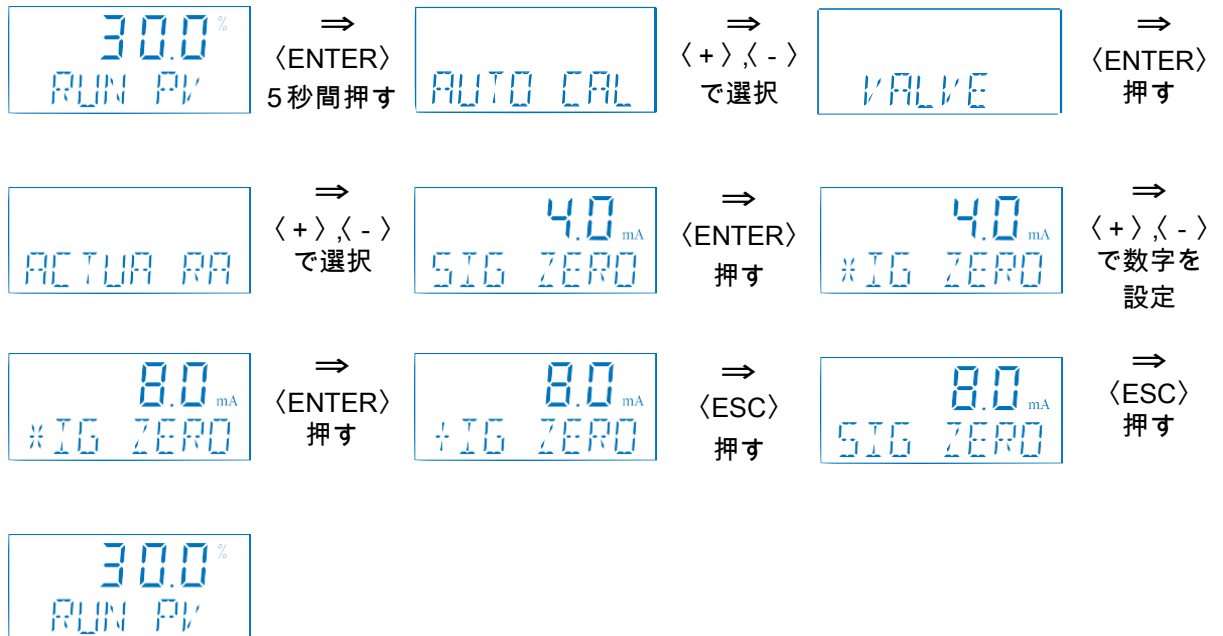 30.0%
RUN PV
⇒
〈ENTER〉
5秒間押す
AUTO CAL
⇒
〈 + 〉,〈 - 〉
で選択
VALVE
⇒
〈ENTER〉
押す
ACTUA RA
⇒
〈 + 〉,〈 - 〉
で選択
4.0 mA
SIG ZERO
⇒
〈ENTER〉
押す
4.0 mA
*IG ZERO
⇒
〈 + 〉,〈 - 〉
で数字を
設定
8.0 mA
*IG ZERO
⇒
〈ENTER〉
押す
8.0 mA
+IG ZERO
⇒
〈ESC〉
押す
8.0 mA
SIG ZERO
⇒
〈ESC〉
押す
30.0%
RUN PV